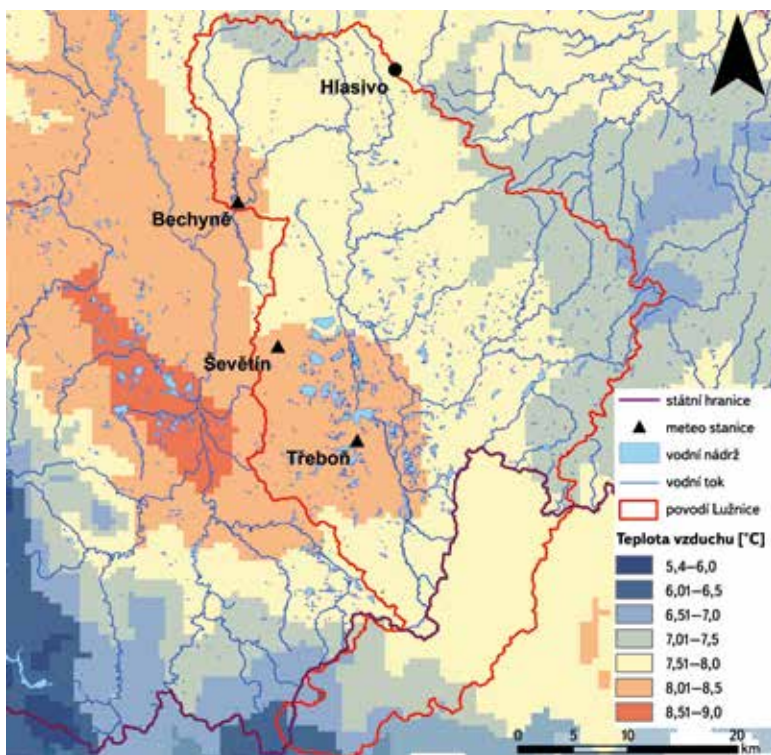 Hlasivo
Bechyně
Ševětín
Třeboň
státní hranice
meteo stanice
vodní nádrž
vodní tok
povodí Lužnice
Teplota vzduchu [°C]
5,4–6,0
6,01–6,5
6,51–7,0
7,01–7,5
7,51–8,0
8,01–8,5
8,51–9,0
0 5 10 20
km